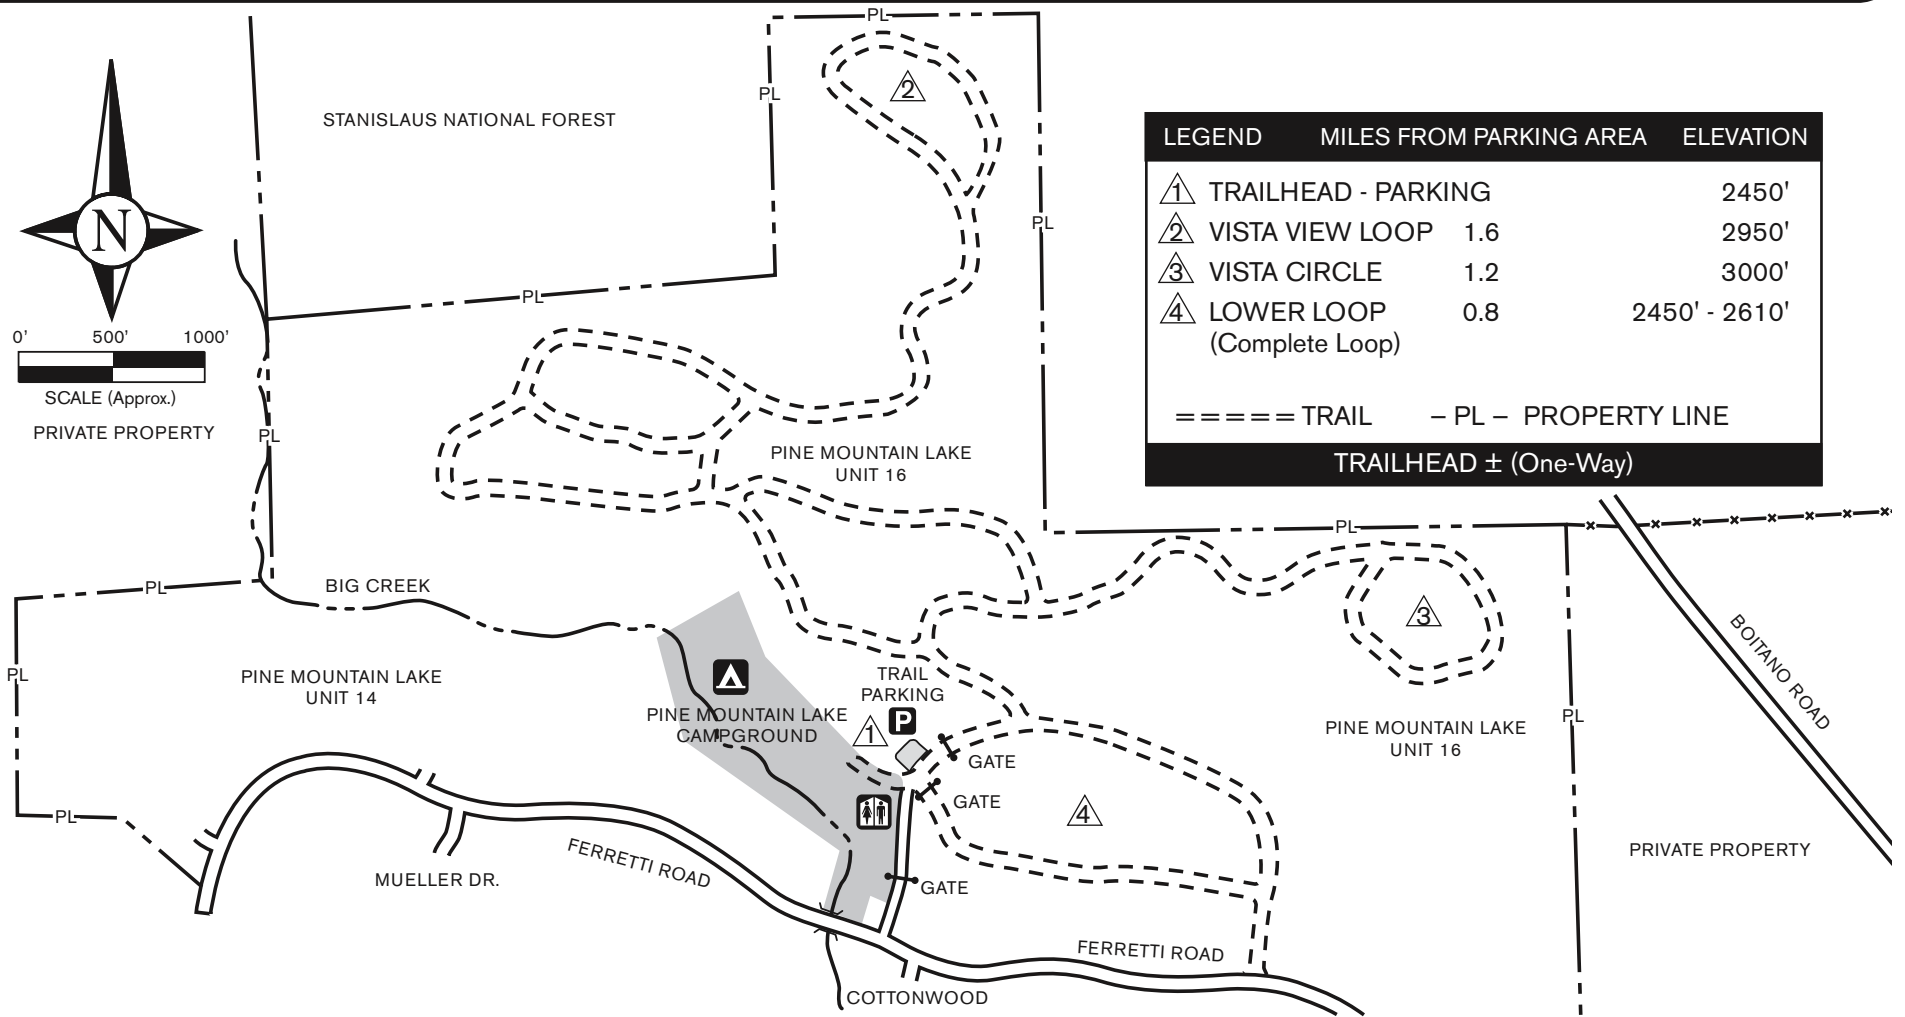 PL
2
PL
STANISLAUS NATIONAL FOREST
LEGEND MILES FROM PARKING AREA ELEVATION
1 TRAILHEAD - PARKING 2450'
2 VISTA VIEW LOOP 1.6 2950'
3 VISTA CIRCLE 1.2 3000'
4 LOWER LOOP 0.8 2450' - 2610'
(Complete Loop)
===== TRAIL – PL – PROPERTY LINE
TRAILHEAD ± (One-Way)
N
PL
PL
0' 500' 1000'
SCALE (Approx.)
PRIVATE PROPERTY
PL
PINE MOUNTAIN LAKE
UNIT 16
PL
PL
BIG CREEK
3
BOITANO ROAD
PL
PINE MOUNTAIN LAKE
UNIT 14
TRAIL
PARKING
P
1
PINE MOUNTAIN LAKE
CAMPGROUND
PINE MOUNTAIN LAKE
UNIT 16
PL
GATE
GATE
4
PL
FERRETTI ROAD
MUELLER DR.
GATE
PRIVATE PROPERTY
FERRETTI ROAD
COTTONWOOD